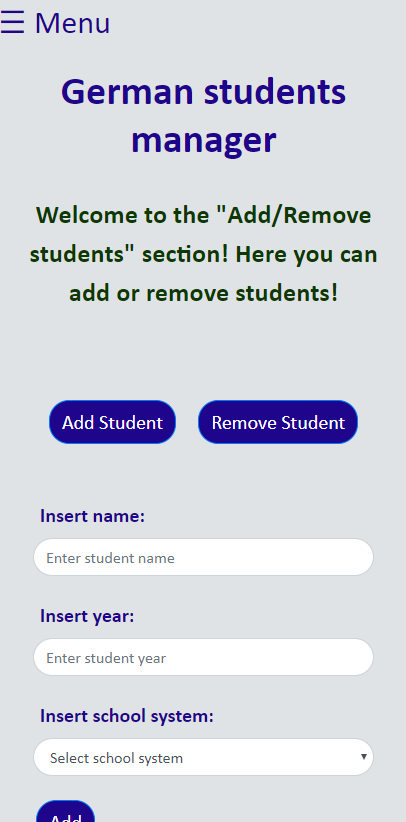 ☰ Menu
German students
manager
Welcome to the "Add/Remove
students" section! Here you can
add or remove students!
Add Student Remove Student
Insert name:
Enter student name
Insert year:
Enter student year
Insert school system:
Select school system
Add